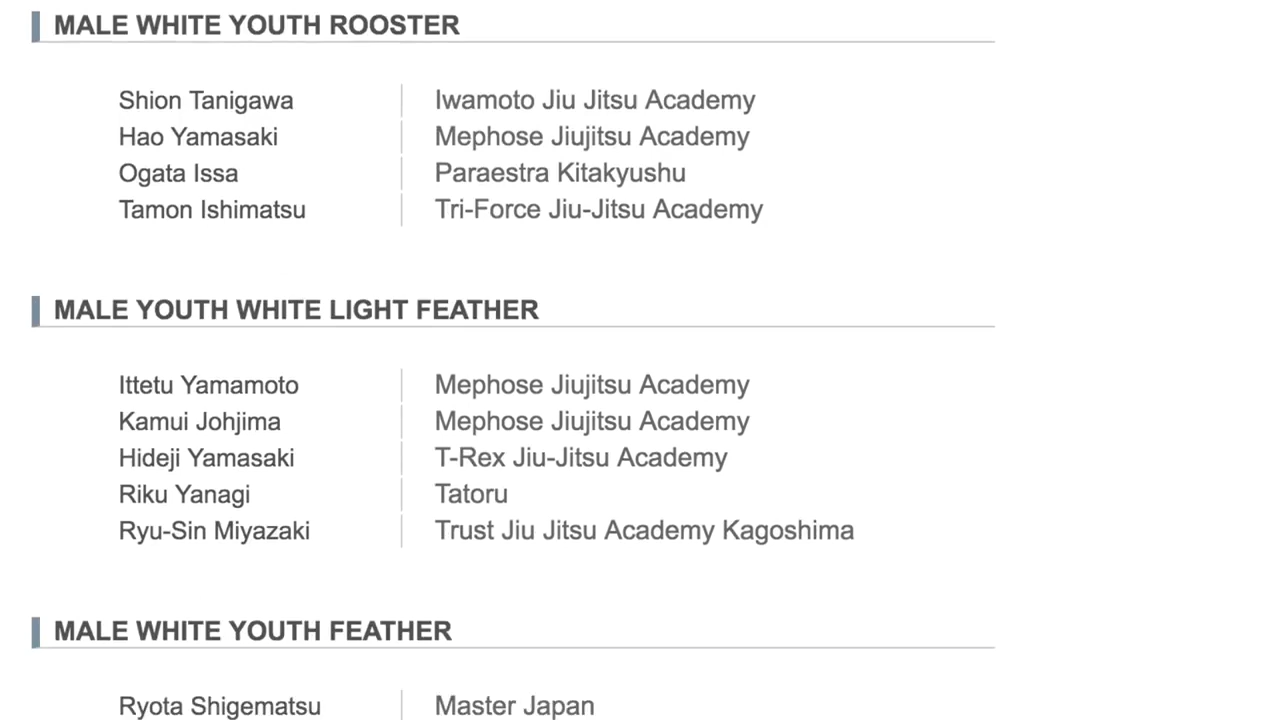 MALE WHITE YOUTH ROOSTER
Shion Tanigawa Iwamoto Jiu Jitsu Academy
Hao Yamasaki Mephose Jiujitsu Academy
Ogata Issa Paraestra Kitakyushu
Tamon Ishimatsu Tri-Force Jiu-Jitsu Academy
MALE YOUTH WHITE LIGHT FEATHER
Ittetu Yamamoto Mephose Jiujitsu Academy
Kamui Johjima Mephose Jiujitsu Academy
Hideji Yamasaki T-Rex Jiu-Jitsu Academy
Riku Yanagi Tatoru
Ryu-Sin Miyazaki Trust Jiu Jitsu Academy Kagoshima
MALE WHITE YOUTH FEATHER
Ryota Shigematsu Master Japan